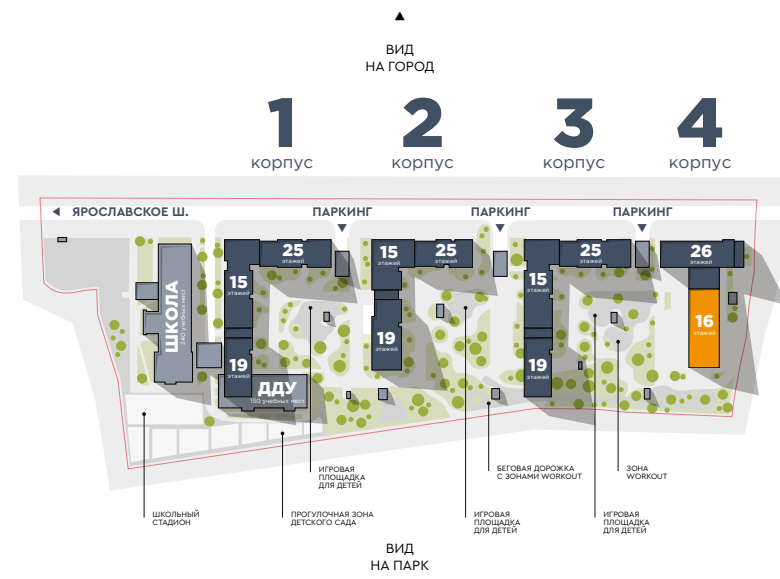 ВИД
НА ГОРОД
1
корпус
2
корпус
3
корпус
4
корпус
ЯРОСЛАВСКОЕ Ш.
ПАРКИНГ
ПАРКИНГ
ПАРКИНГ
25
этажей
15
этажей
25
этажей
15
этажей
25
этажей
26
этажей
ШКОЛА
240 учебных мест
15
этажей
16
этажей
19
этажей
19
этажей
19
этажей
ДДУ
150 учебных мест
ИГРОВАЯ
ПЛОЩАДКА
ДЛЯ ДЕТЕЙ
БЕГОВАЯ ДОРОЖКА
С ЗОНАМИ WORKOUT
ЗОНА
WORKOUT
ШКОЛЬНЫЙ
СТАДИОН
ПРОГУЛОЧНАЯ ЗОНА
ДЕТСКОГО САДА
ИГРОВАЯ
ПЛОЩАДКА
ДЛЯ ДЕТЕЙ
ИГРОВАЯ
ПЛОЩАДКА
ДЛЯ ДЕТЕЙ
ВИД
НА ПАРК